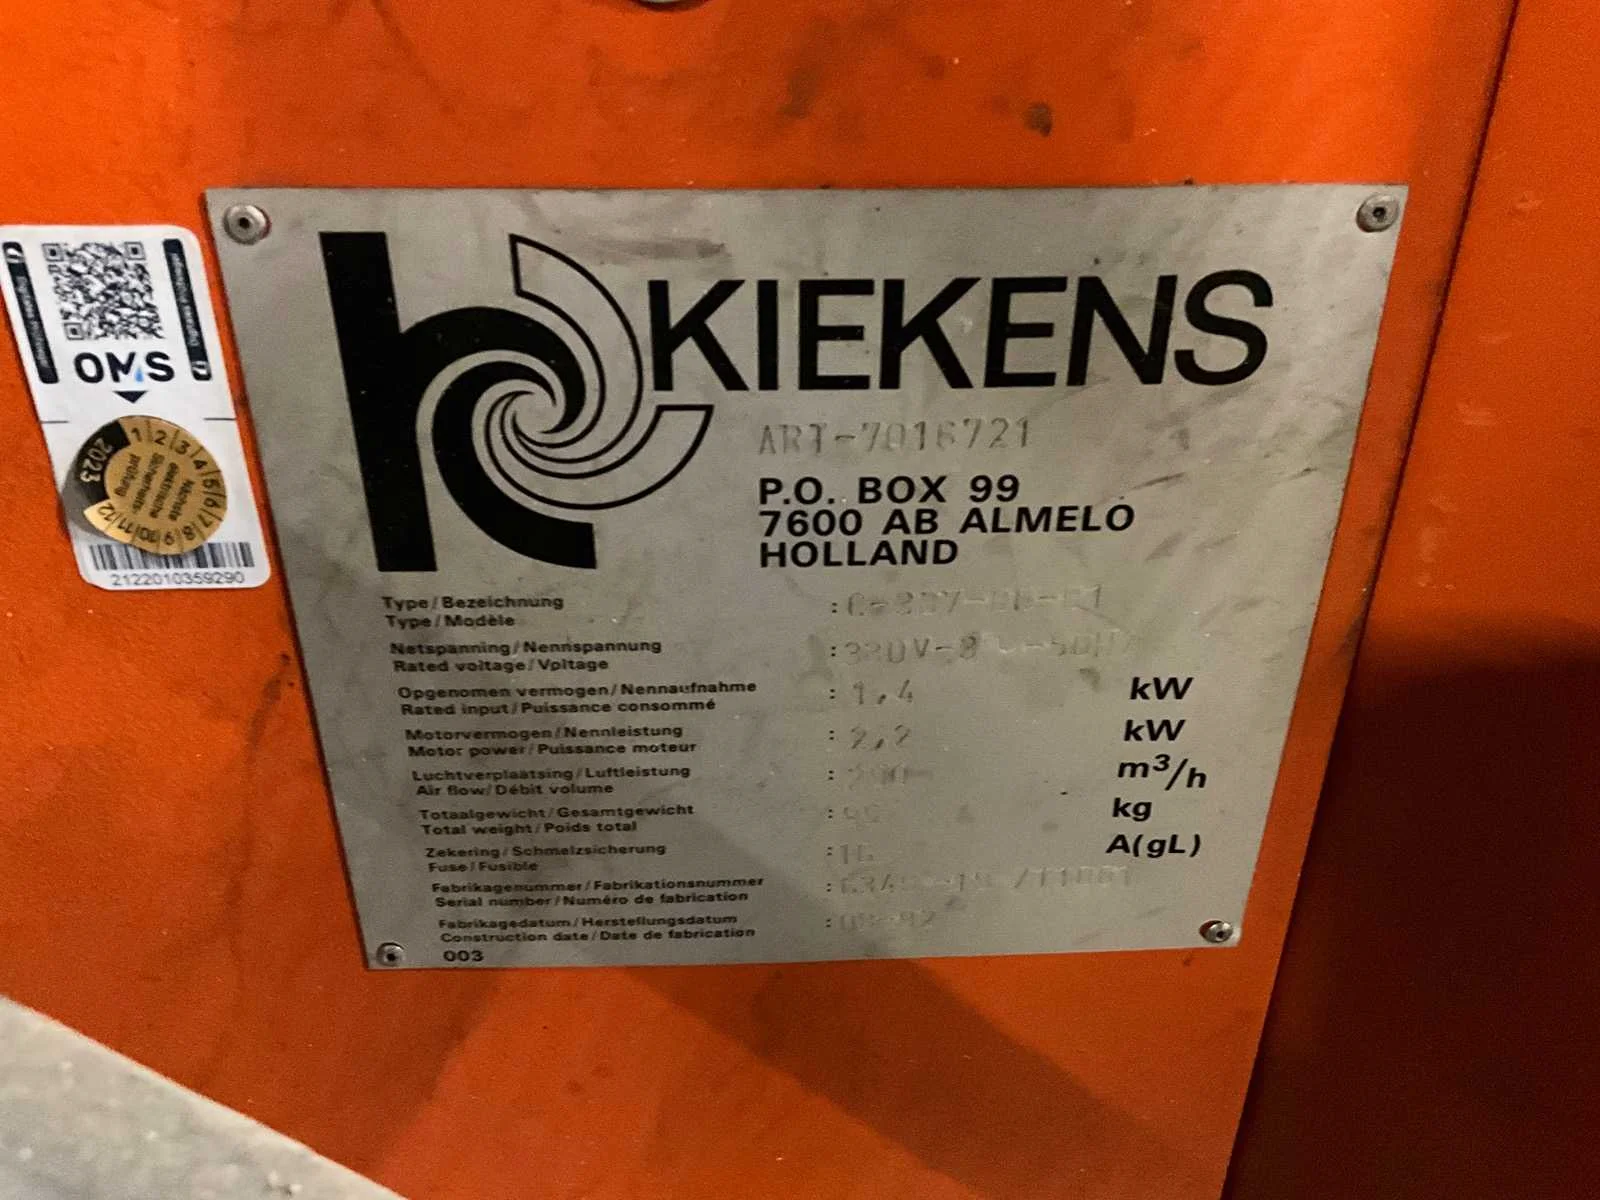 KIEKENS
ART-7016721
P.O. BOX 99
7600 AB ALMELO
HOLLAND
Type/Bezeichnung
Type/Modèle
Netspanning/Nennspannung
Rated voltage/Voltage
Opgenomen vermogen/Nennaufnahme : 1,4 kW
Rated input/Puissance consommé
Motorvermogen/Nennleistung : 2,2 kW
Motor power/Puissance moteur
Luchtverplaatsing/Luftleistung : m³/h
Air flow/Débit volume
Totaalgewicht/Gesamtgewicht : kg
Total weight/Poids total
Zekering/Schmelzsicherung : A(gL)
Fuse/Fusible
Fabrikagenummer/Fabrikationsnummer
Serial number/Numéro de fabrication
Fabrikagedatum/Herstellungsdatum
Construction date/Date de fabrication
003
OMS
2023
1 2 3 4 5 6 7 8 9 10 11 12
Nächste
elektrische
Sicherheits-
prüfung
2122010359290